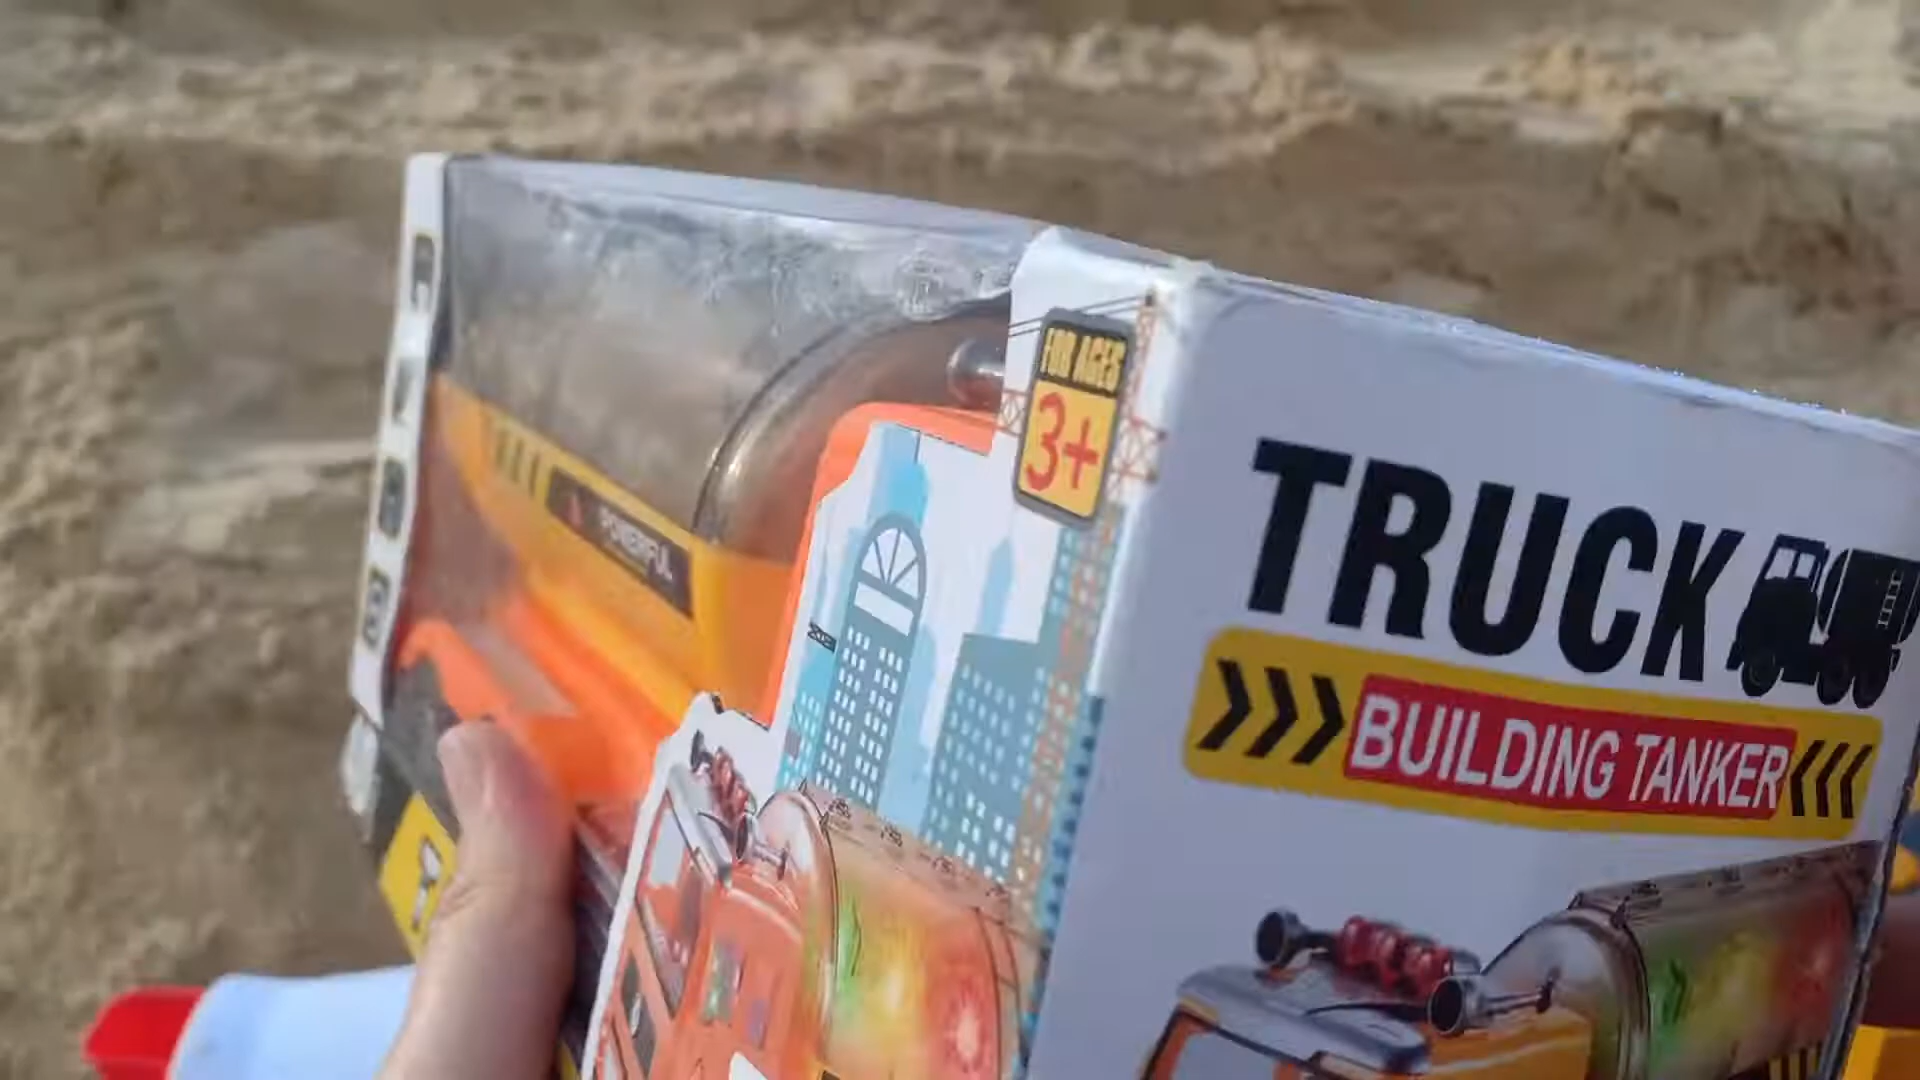 POWERFUL
FOR AGES
3+
TRUCK
BUILDING TANKER